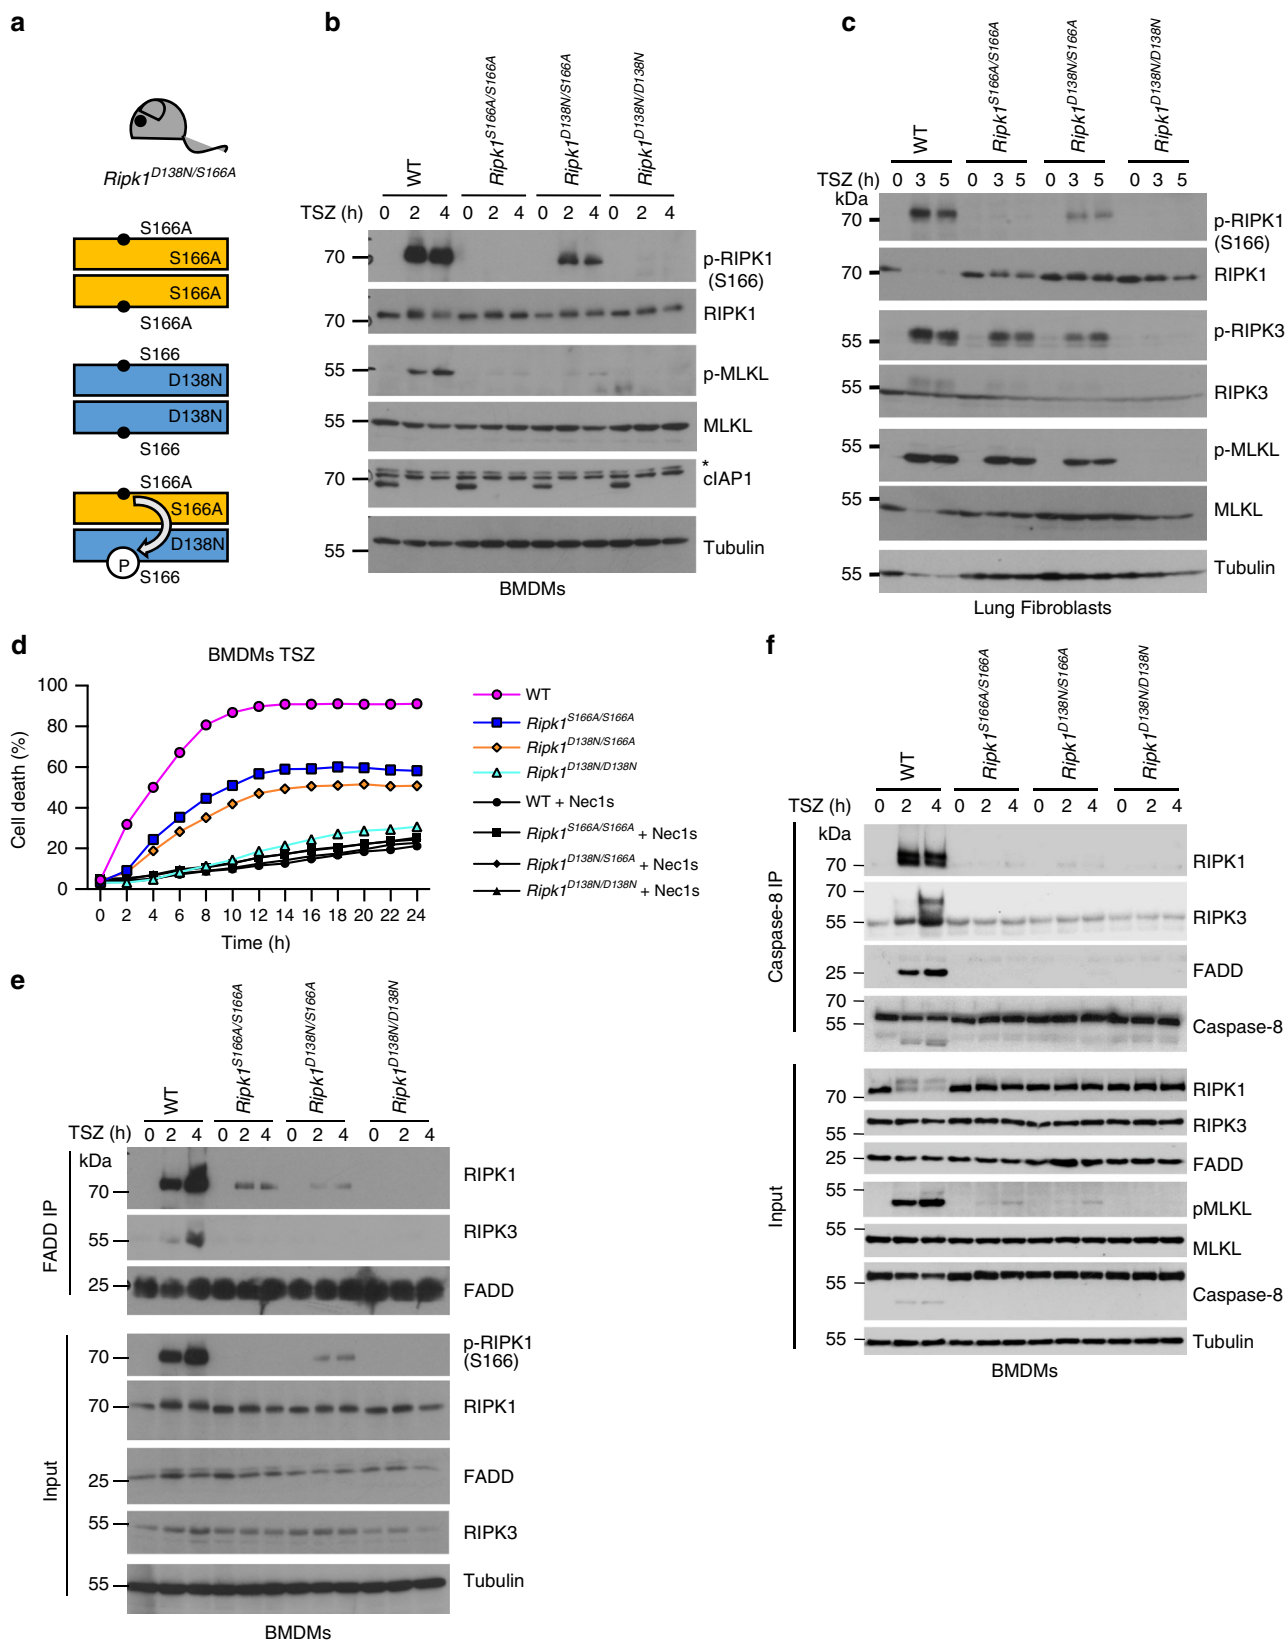 a
Ripk1D138N/S166A
S166A
S166A
S166A
S166A
S166
D138N
D138N
S166
S166A
S166A
D138N
P
S166
b
WT
Ripk1S166A/S166A
Ripk1D138N/S166A
Ripk1D138N/D138N
TSZ (h) 0 2 4 0 2 4 0 2 4 0 2 4
70
p-RIPK1
(S166)
70
RIPK1
55
p-MLKL
55
MLKL
70
*
cIAP1
55
Tubulin
BMDMs
c
WT
Ripk1S166A/S166A
Ripk1D138N/S166A
Ripk1D138N/D138N
TSZ (h) 0 3 5 0 3 5 0 3 5 0 3 5
kDa
70
p-RIPK1
(S166)
70
RIPK1
55
p-RIPK3
55
RIPK3
55
p-MLKL
55
MLKL
55
Tubulin
Lung Fibroblasts
d
BMDMs TSZ
Cell death (%)
100
80
60
40
20
0
0 2 4 6 8 10 12 14 16 18 20 22 24
Time (h)
WT
Ripk1S166A/S166A
Ripk1D138N/S166A
Ripk1D138N/D138N
WT + Nec1s
Ripk1S166A/S166A + Nec1s
Ripk1D138N/S166A + Nec1s
Ripk1D138N/D138N + Nec1s
e
WT
Ripk1S166A/S166A
Ripk1D138N/S166A
Ripk1D138N/D138N
TSZ (h) 0 2 4 0 2 4 0 2 4 0 2 4
FADD IP
kDa
70
RIPK1
55
RIPK3
25
FADD
Input
70
p-RIPK1
(S166)
70
RIPK1
25
FADD
55
RIPK3
55
Tubulin
BMDMs
f
WT
Ripk1S166A/S166A
Ripk1D138N/S166A
Ripk1D138N/D138N
TSZ (h) 0 2 4 0 2 4 0 2 4 0 2 4
Caspase-8 IP
kDa
70
RIPK1
70
55
RIPK3
25
FADD
70
55
Caspase-8
Input
70
RIPK1
55
RIPK3
25
FADD
55
pMLKL
55
MLKL
55
Caspase-8
55
Tubulin
BMDMs